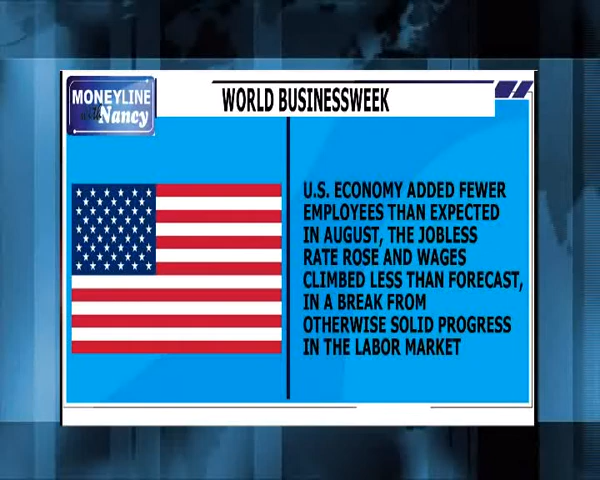 MONEYLINE
with Nancy
WORLD BUSINESSWEEK
U.S. ECONOMY ADDED FEWER
EMPLOYEES THAN EXPECTED
IN AUGUST, THE JOBLESS
RATE ROSE AND WAGES
CLIMBED LESS THAN FORECAST,
IN A BREAK FROM
OTHERWISE SOLID PROGRESS
IN THE LABOR MARKET